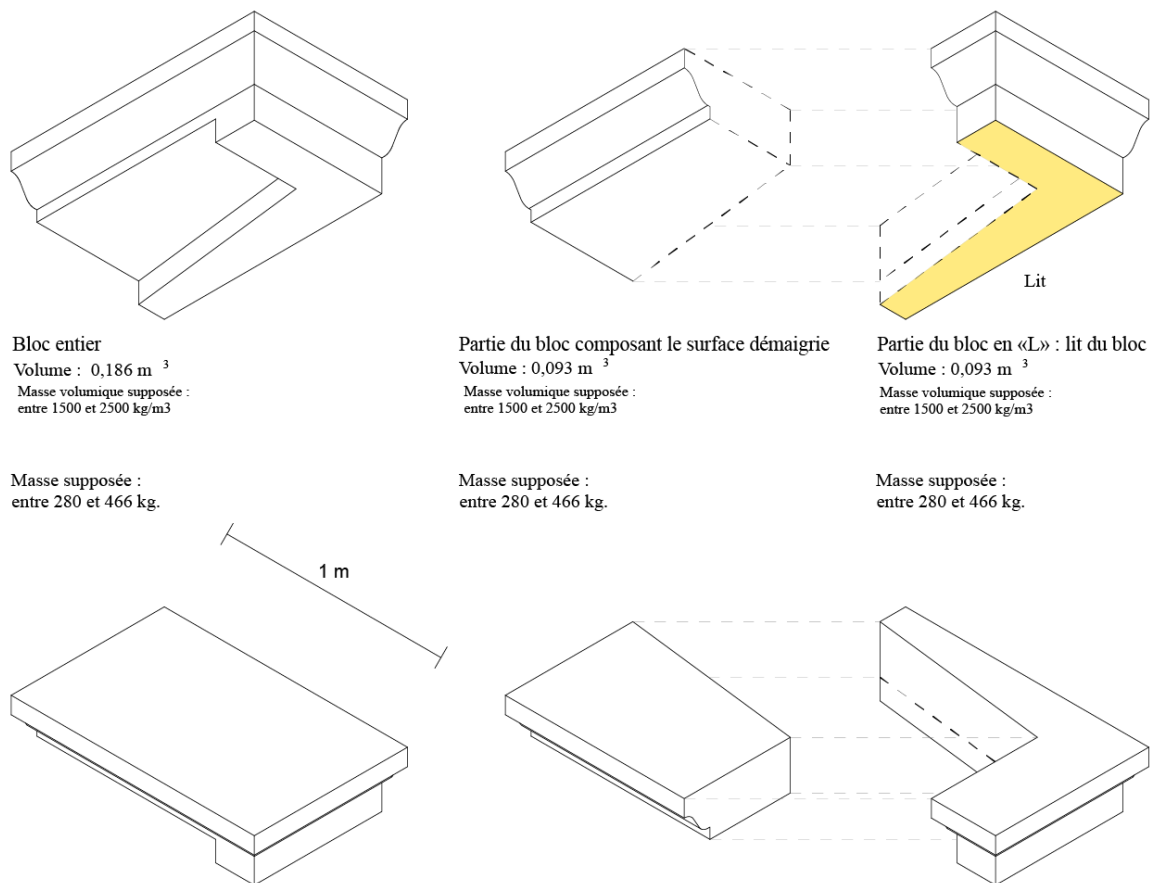 Lit
Bloc entier
Volume : 0,186 m 3
Masse volumique supposée :
entre 1500 et 2500 kg/m3
Masse supposée :
entre 280 et 466 kg.
Partie du bloc composant le surface démaigrie
Volume : 0,093 m 3
Masse volumique supposée :
entre 1500 et 2500 kg/m3
Masse supposée :
entre 280 et 466 kg.
Partie du bloc en «L» : lit du bloc
Volume : 0,093 m 3
Masse volumique supposée :
entre 1500 et 2500 kg/m3
Masse supposée :
entre 280 et 466 kg.
1 m